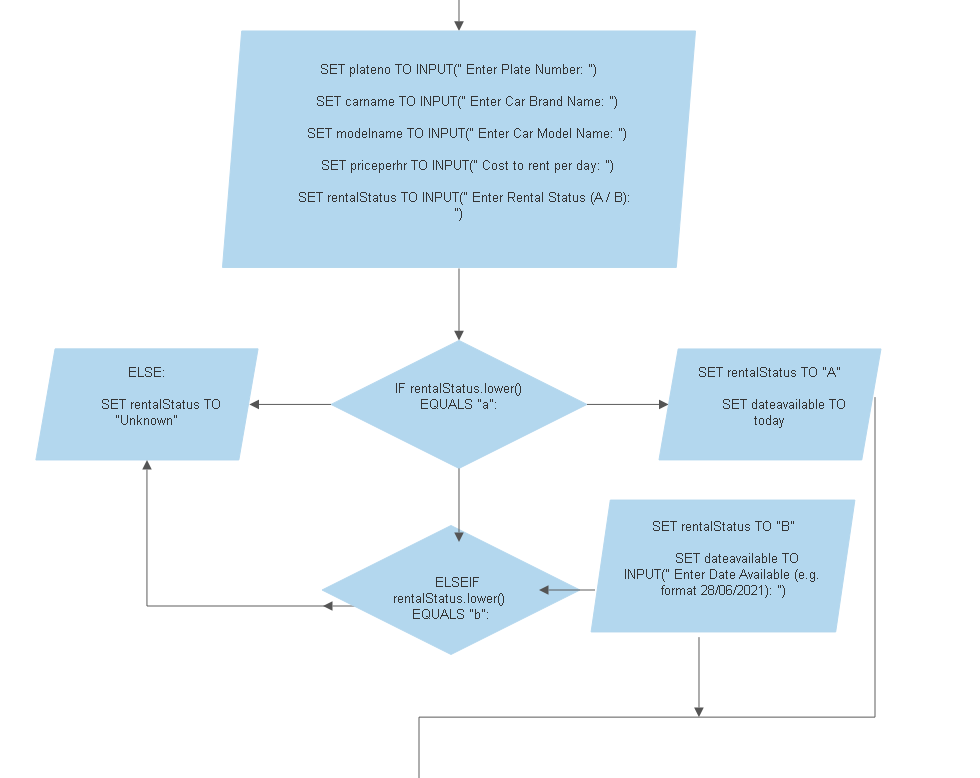 SET plateno TO INPUT(" Enter Plate Number: ")
SET carname TO INPUT(" Enter Car Brand Name: ")
SET modelname TO INPUT(" Enter Car Model Name: ")
SET priceperhr TO INPUT(" Cost to rent per day: ")
SET rentalStatus TO INPUT(" Enter Rental Status (A / B):
")
ELSE:
SET rentalStatus TO
"Unknown"
IF rentalStatus.lower()
EQUALS "a":
SET rentalStatus TO "A"
SET dateavailable TO
today
ELSEIF
rentalStatus.lower()
EQUALS "b":
SET rentalStatus TO "B"
SET dateavailable TO
INPUT(" Enter Date Available (e.g.
format 28/06/2021): ")